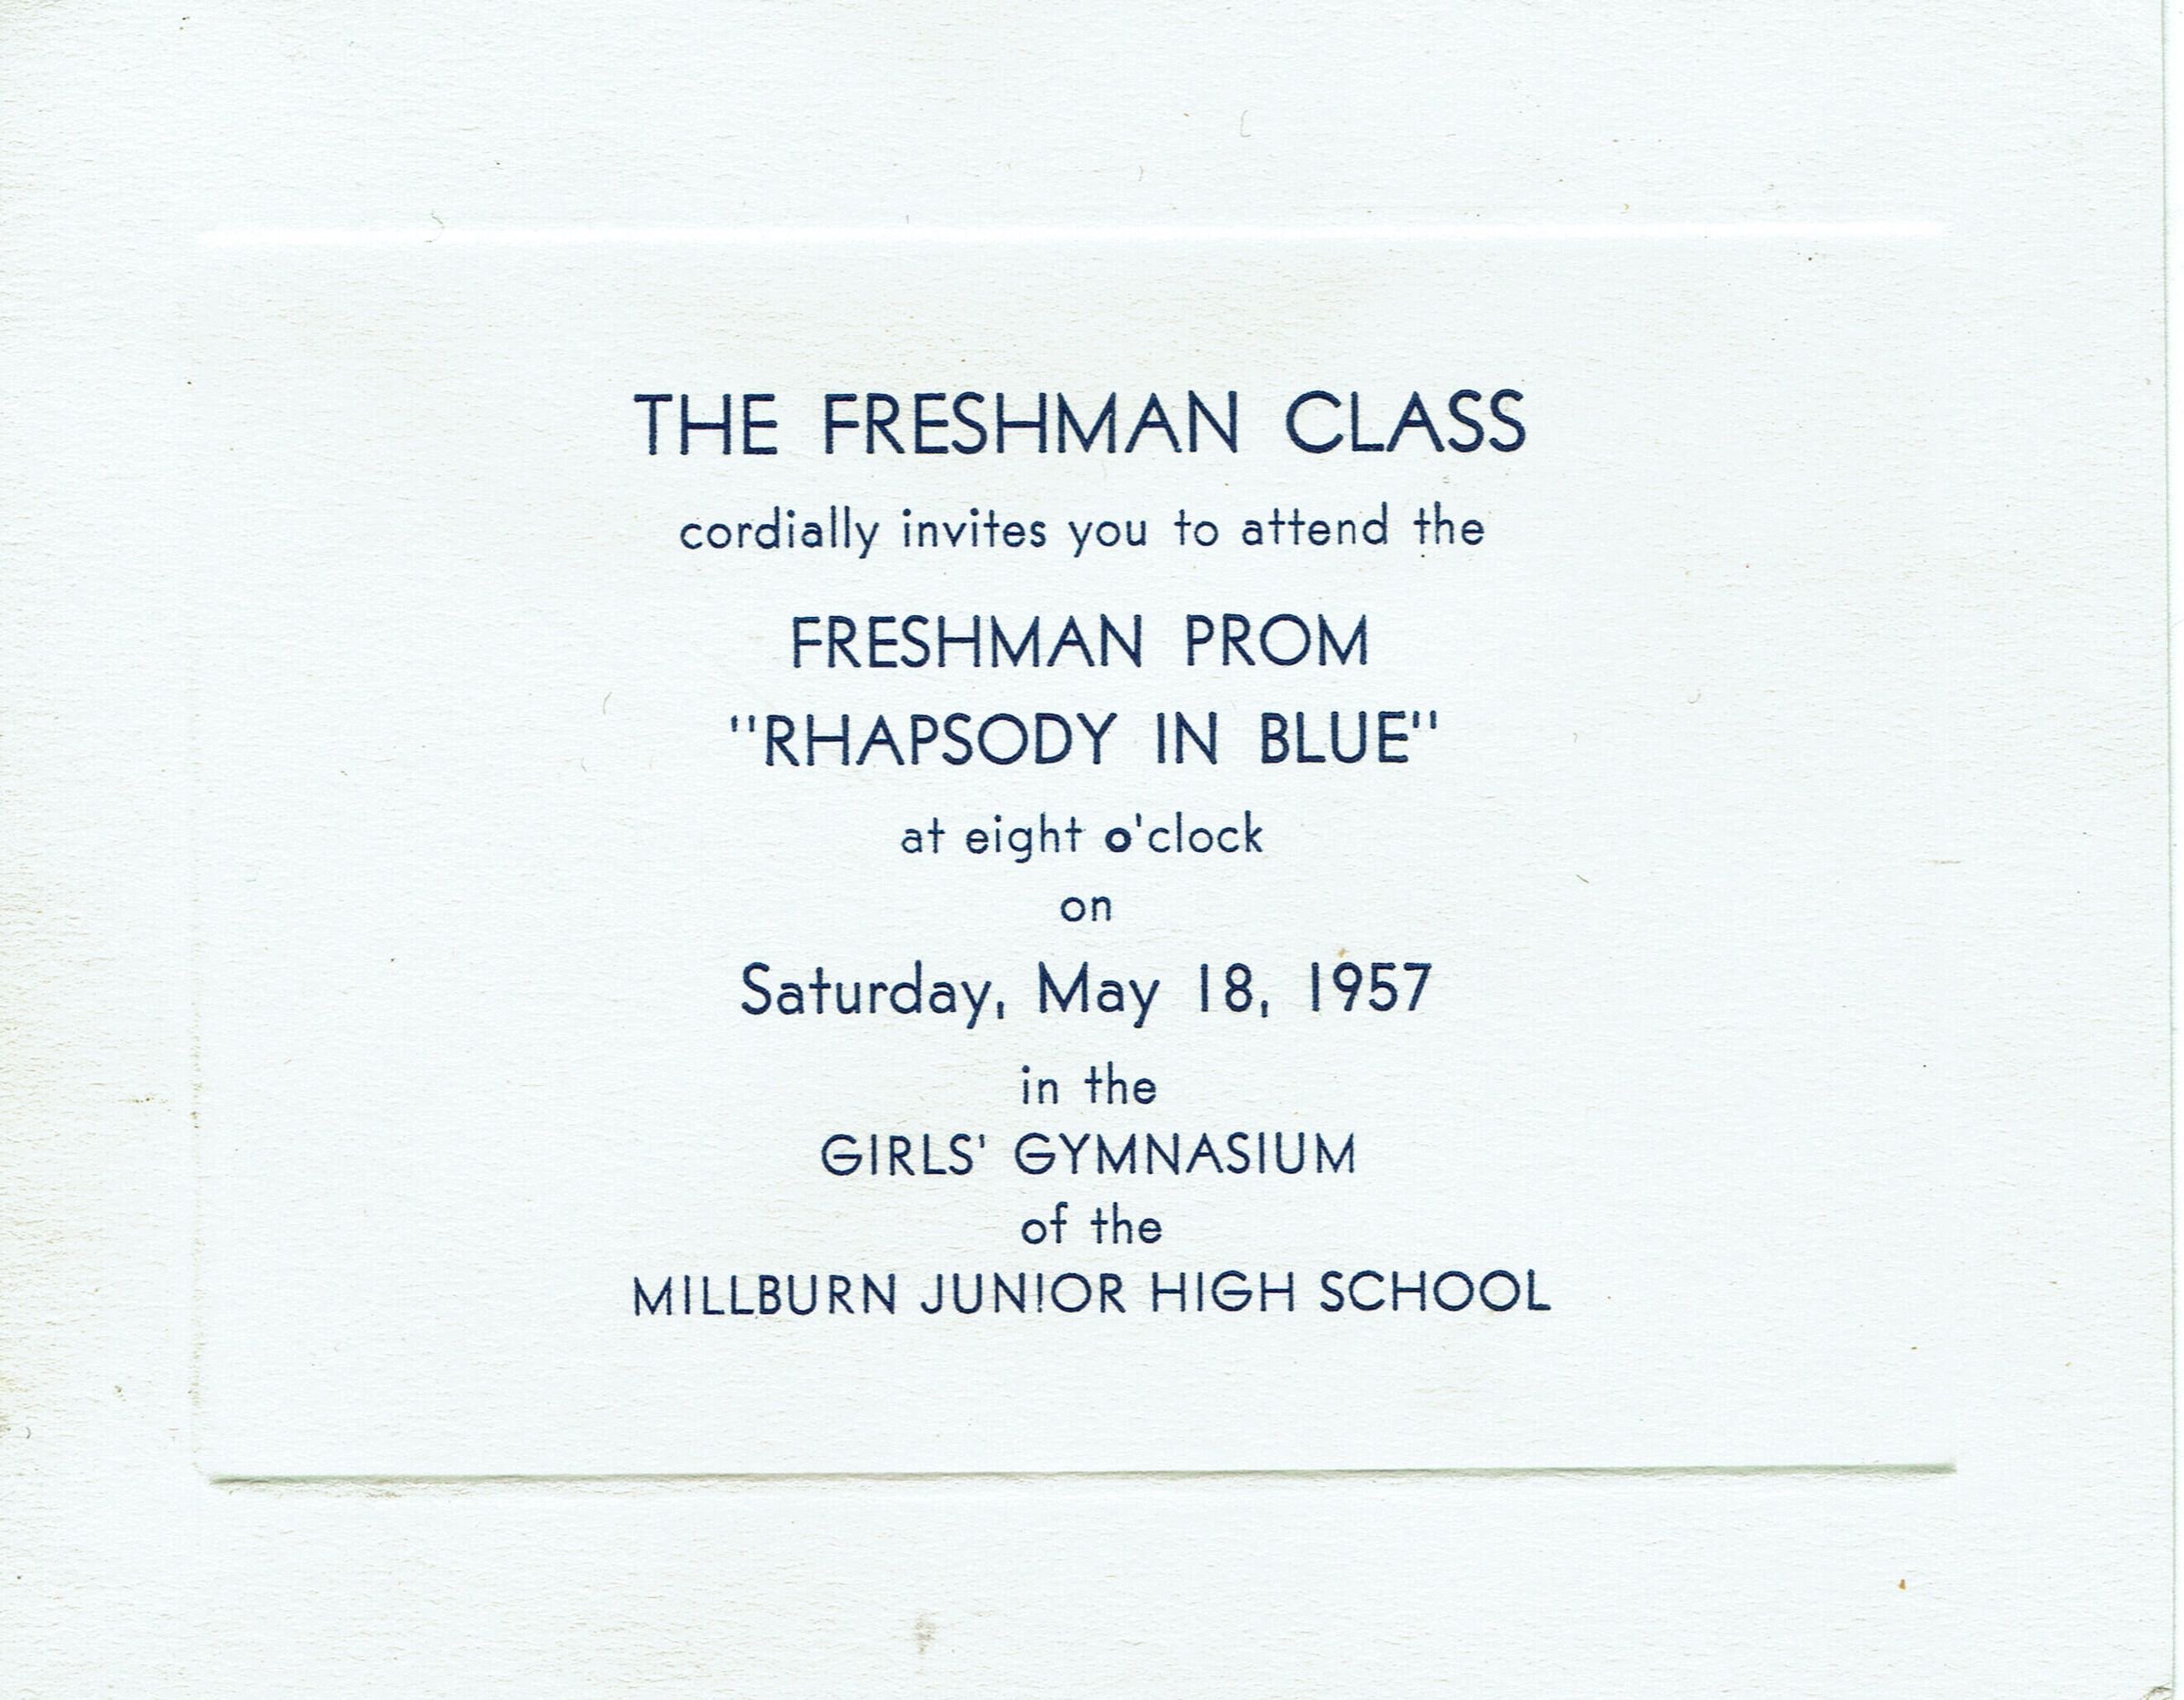 THE FRESHMAN CLASS
cordially invites you to attend the
FRESHMAN PROM
"RHAPSODY IN BLUE"
at eight o'clock
on
Saturday, May 18, 1957
in the
GIRLS' GYMNASIUM
of the
MILLBURN JUNIOR HIGH SCHOOL